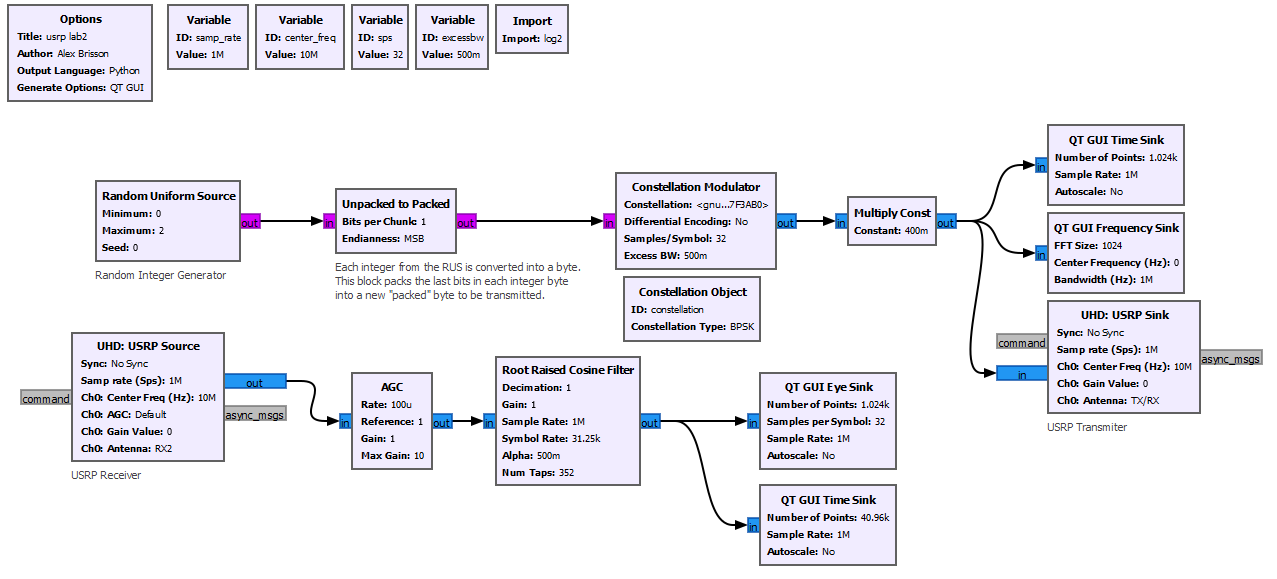 Options
Title: usrp lab2
Author: Alex Brisson
Output Language: Python
Generate Options: QT GUI
Variable
ID: samp_rate
Value: 1M
Variable
ID: center_freq
Value: 10M
Variable
ID: sps
Value: 32
Variable
ID: excessbw
Value: 500m
Import
Import: log2
Random Uniform Source
Minimum: 0
Maximum: 2
Seed: 0
out
Random Integer Generator
in
Unpacked to Packed
Bits per Chunk: 1
Endianness: MSB
out
Each integer from the RUS is converted into a byte.
This block packs the last bits in each integer byte
into a new "packed" byte to be transmitted.
in
Constellation Modulator
Constellation: <gnu...7F3AB0>
Differential Encoding: No
Samples/Symbol: 32
Excess BW: 500m
out
Constellation Object
ID: constellation
Constellation Type: BPSK
in
Multiply Const
Constant: 400m
out
in
QT GUI Time Sink
Number of Points: 1.024k
Sample Rate: 1M
Autoscale: No
in
QT GUI Frequency Sink
FFT Size: 1024
Center Frequency (Hz): 0
Bandwidth (Hz): 1M
command
in
UHD: USRP Sink
Sync: No Sync
Samp rate (Sps): 1M
Ch0: Center Freq (Hz): 10M
Ch0: Gain Value: 0
Ch0: Antenna: TX/RX
async_msgs
USRP Transmiter
command
UHD: USRP Source
Sync: No Sync
Samp rate (Sps): 1M
Ch0: Center Freq (Hz): 10M
Ch0: AGC: Default
Ch0: Gain Value: 0
Ch0: Antenna: RX2
out
async_msgs
USRP Receiver
in
AGC
Rate: 100u
Reference: 1
Gain: 1
Max Gain: 10
out
in
Root Raised Cosine Filter
Decimation: 1
Gain: 1
Sample Rate: 1M
Symbol Rate: 31.25k
Alpha: 500m
Num Taps: 352
out
in
QT GUI Eye Sink
Number of Points: 1.024k
Samples per Symbol: 32
Sample Rate: 1M
Autoscale: No
in
QT GUI Time Sink
Number of Points: 40.96k
Sample Rate: 1M
Autoscale: No